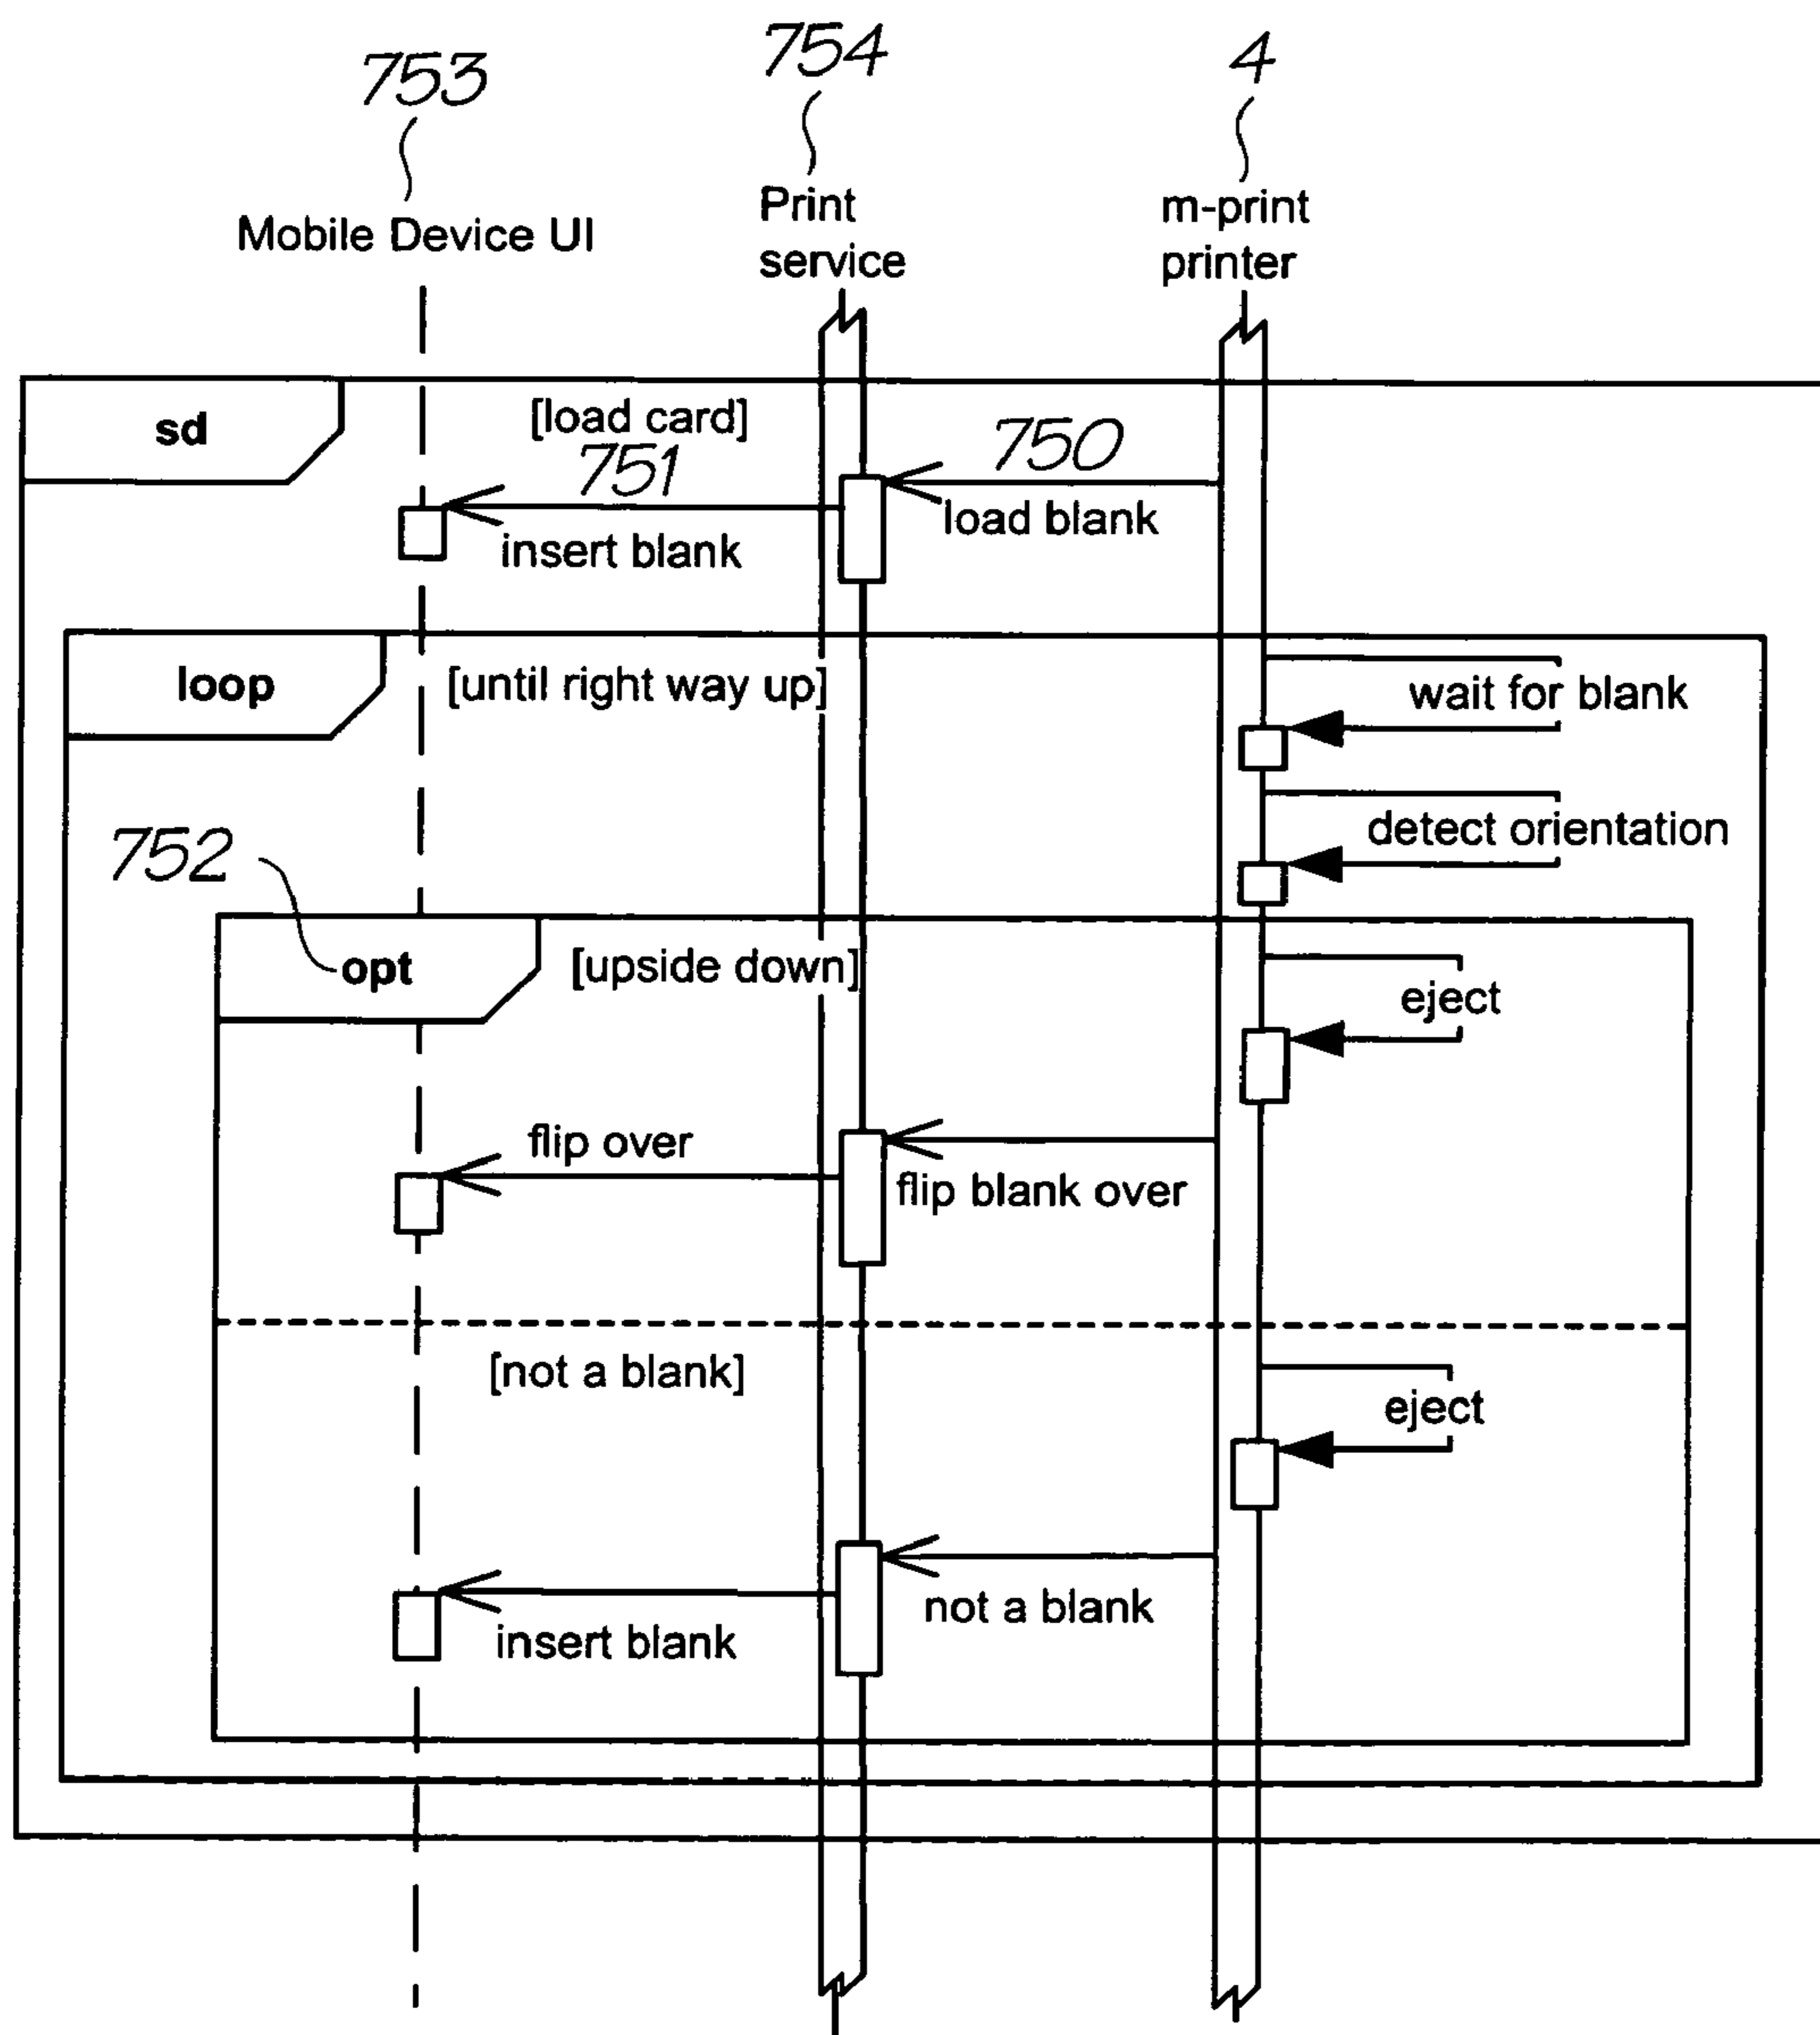 753
754
4
Mobile Device UI
Print
service
m-print
printer
sd
[load card]
750
751
load blank
insert blank
loop
[until right way up]
wait for blank
detect orientation
752
opt
[upside down]
eject
flip over
flip blank over
[not a blank]
eject
not a blank
insert blank